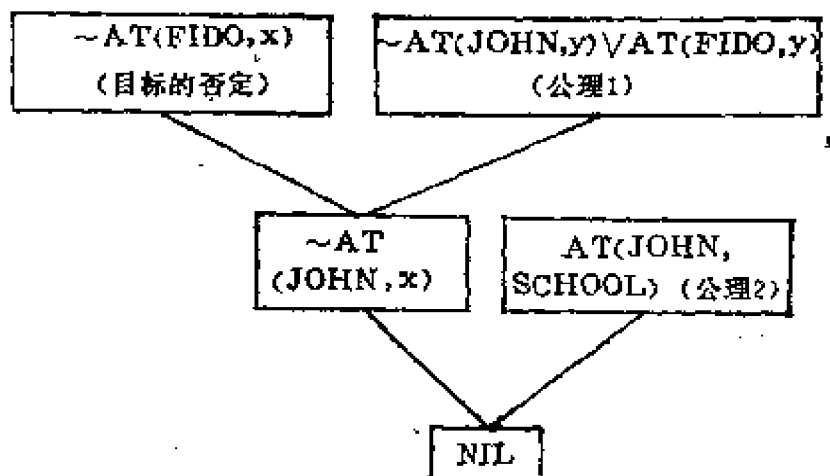 ~AT(FIDO,x)
(目标的否定)
~AT(JOHN,y)∨AT(FIDO,y)
(公理1)
~AT
(JOHN,x)
AT(JOHN,
SCHOOL) (公理2)
NIL